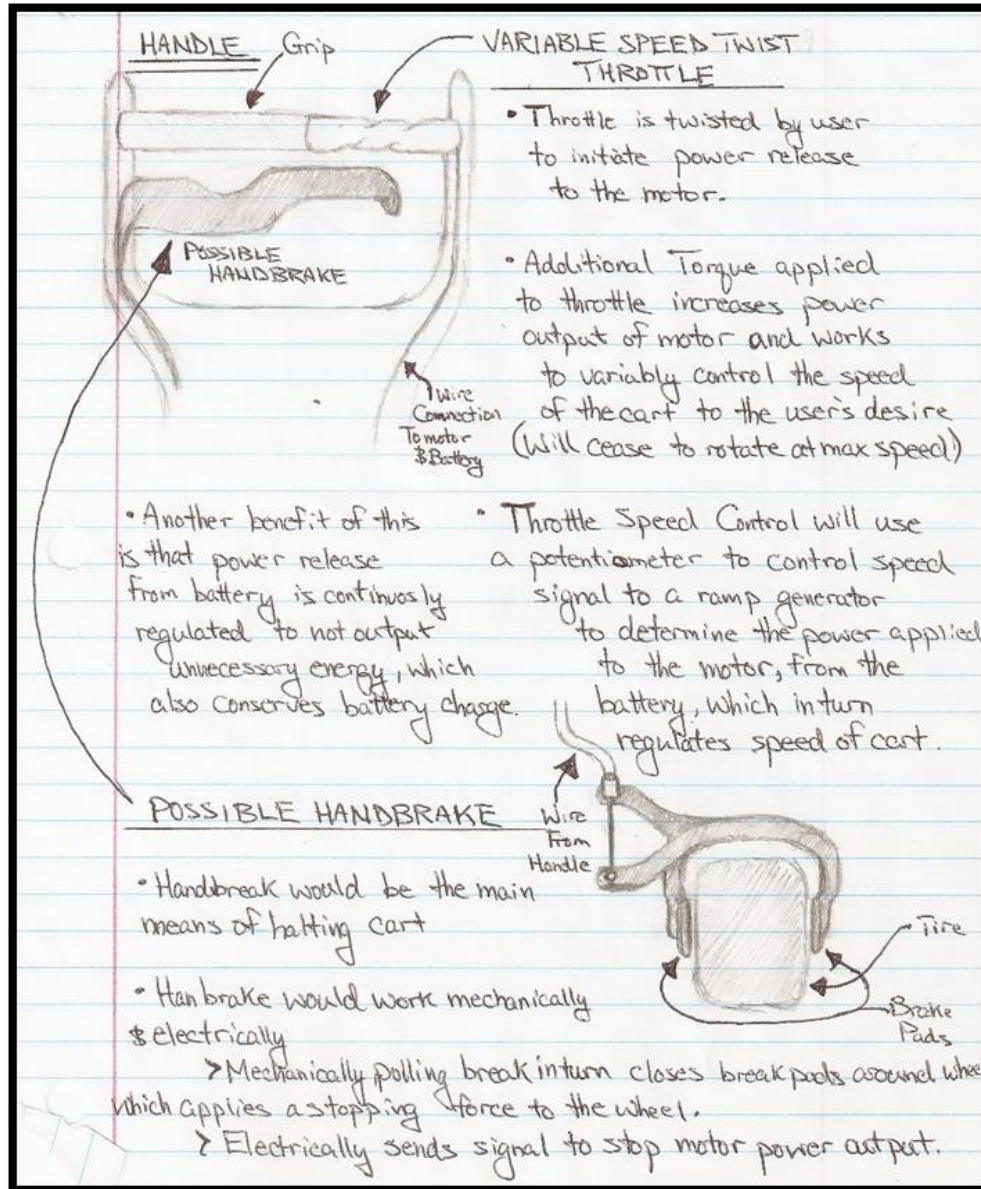 HANDLE
Grip
VARIABLE SPEED TWIST
THROTTLE
• Throttle is twisted by user
to initiate power release
to the motor.
POSSIBLE
HANDBRAKE
• Additional Torque applied
to throttle increases power
output of motor and works
to variably control the speed
of the cart to the user's desire
(Will cease to rotate at max speed)
Wire
Connection
To motor
& Battery
• Another benefit of this
is that power release
from battery is continuosly
regulated to not output
unnecessary energy, which
also conserves battery charge.
• Throttle Speed Control will use
a potentiometer to control speed
signal to a ramp generator
to determine the power applied
to the motor, from the
battery, which in turn
regulates speed of cart.
POSSIBLE HANDBRAKE
Wire
From
Handle
• Handbreak would be the main
means of halting cart
Tire
Brake
Pads
• Hanbrake would work mechanically
& electrically
> Mechanically, polling break in turn closes break pads around whee
which applies a stopping force to the wheel.
> Electrically sends signal to stop motor power output.